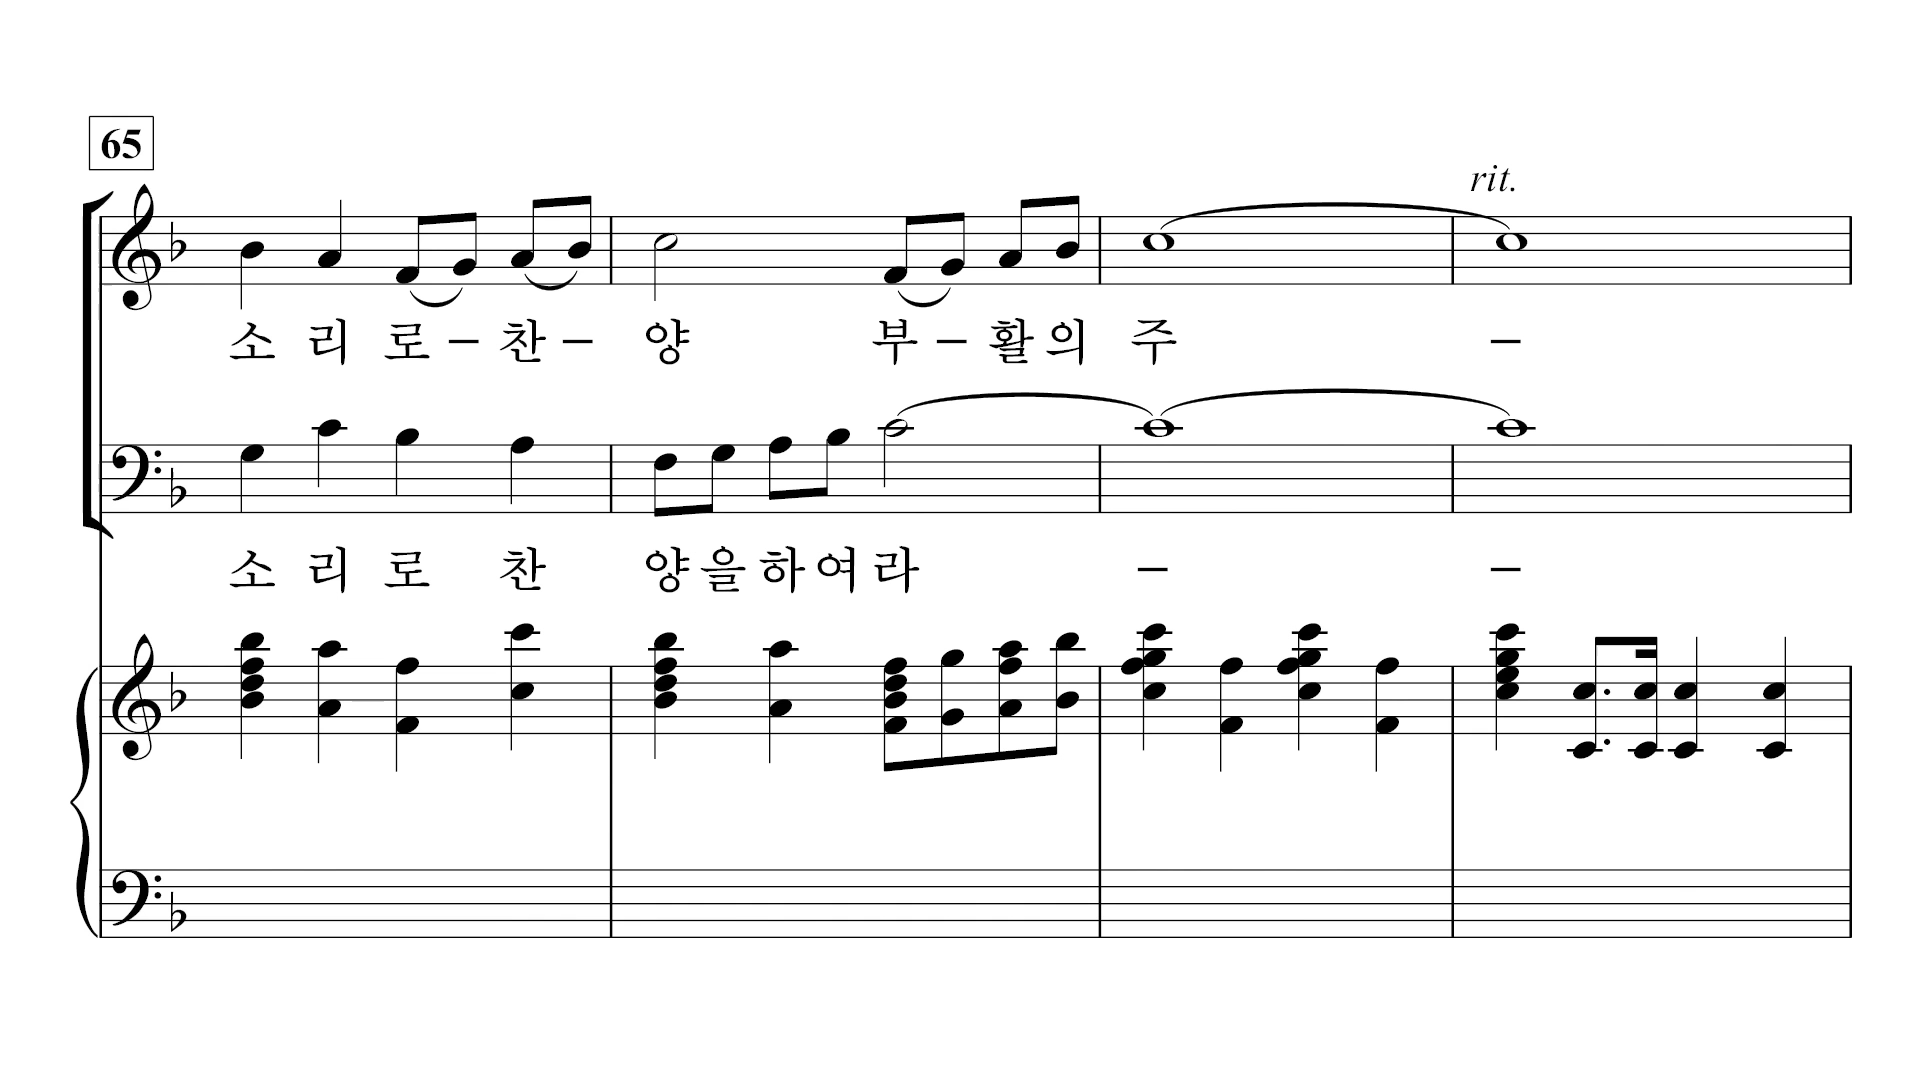 65
rit.
소 리 로 – 찬 – 양 부 – 활 의 주 –
소 리 로 찬 양 을 하 여 라 – –